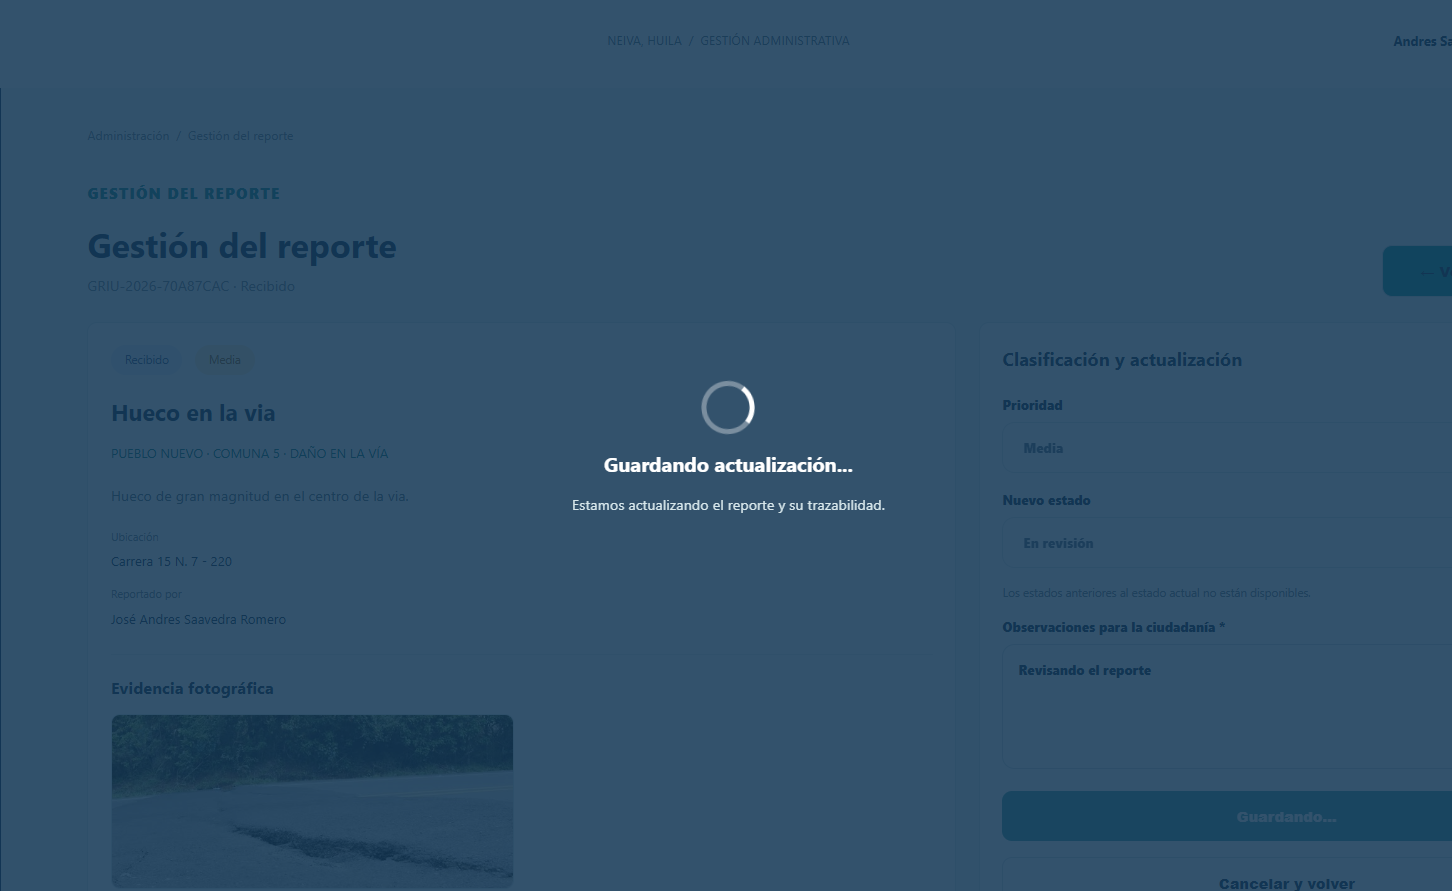 NEIVA, HUILA / GESTIÓN ADMINISTRATIVA
Andres Sa
Administración / Gestión del reporte
GESTIÓN DEL REPORTE
Gestión del reporte
GRIU-2026-70A87CAC · Recibido
← V
Recibido
Media
Hueco en la via
PUEBLO NUEVO · COMUNA 5 · DAÑO EN LA VÍA
Hueco de gran magnitud en el centro de la via.
Ubicación
Carrera 15 N. 7 - 220
Reportado por
José Andres Saavedra Romero
Evidencia fotográfica
Guardando actualización...
Estamos actualizando el reporte y su trazabilidad.
Clasificación y actualización
Prioridad
Media
Nuevo estado
En revisión
Los estados anteriores al estado actual no están disponibles.
Observaciones para la ciudadanía *
Revisando el reporte
Guardando...
Cancelar y volver